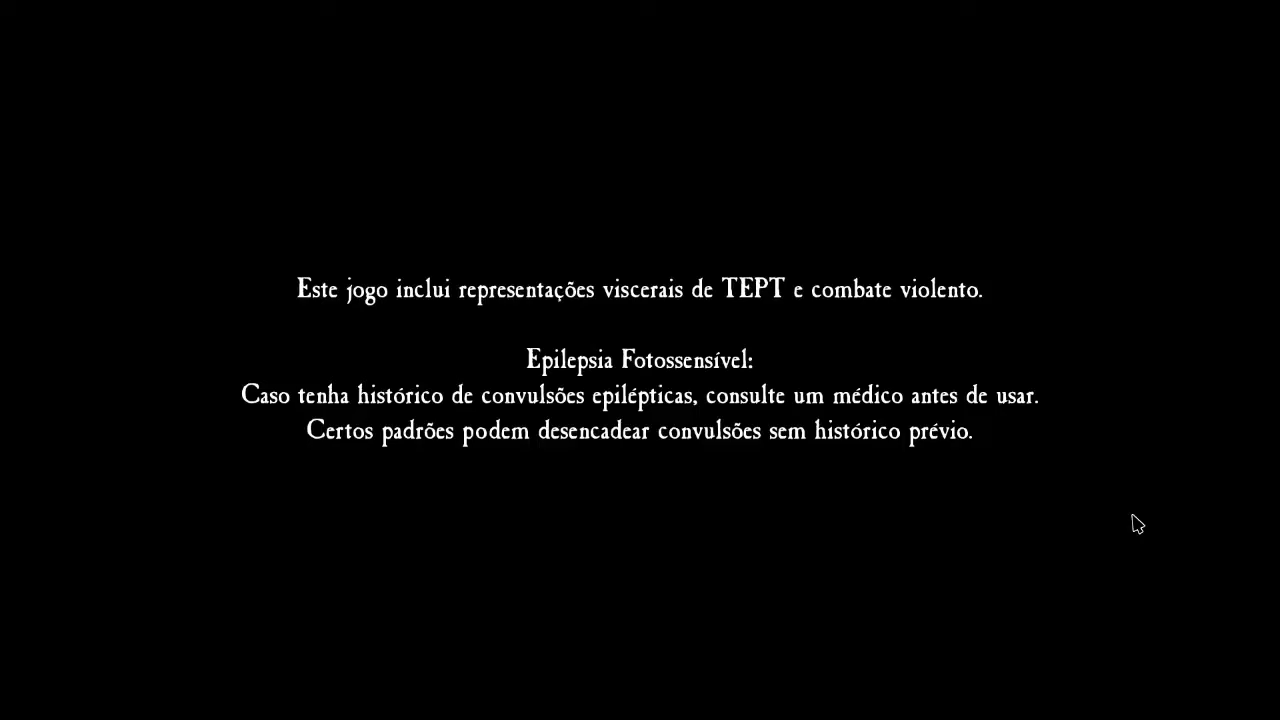 Este jogo inclui representações viscerais de TEPT e combate violento.
Epilepsia Fotossensível:
Caso tenha histórico de convulsões epilépticas, consulte um médico antes de usar.
Certos padrões podem desencadear convulsões sem histórico prévio.